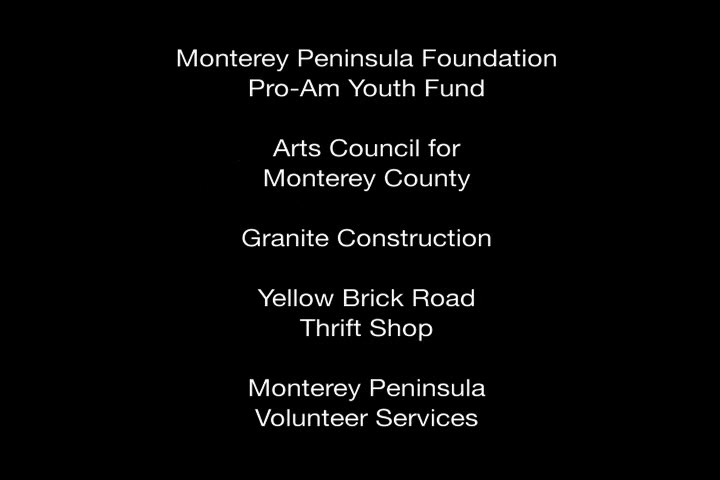 Monterey Peninsula Foundation
Pro-Am Youth Fund
Arts Council for
Monterey County
Granite Construction
Yellow Brick Road
Thrift Shop
Monterey Peninsula
Volunteer Services